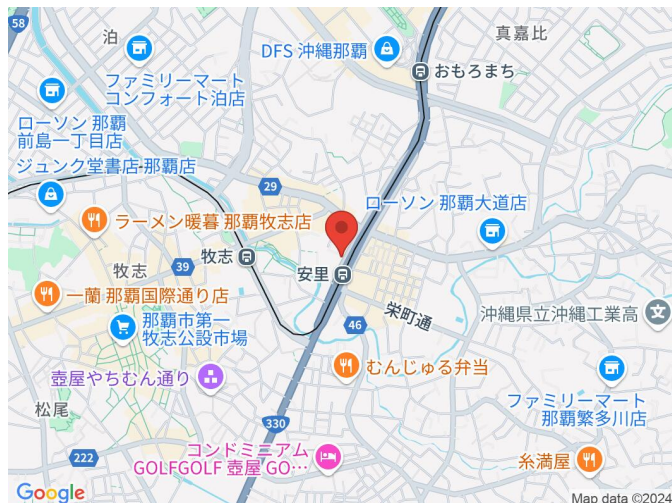 58
泊
DFS 沖縄那覇
真嘉比
おもろまち
ファミリーマート
コンフォート泊店
ローソン 那覇
前島一丁目店
ジュンク堂書店-那覇店
29
ローソン 那覇大道店
ラーメン暖暮 那覇牧志店
牧志
39
牧志
安里
一蘭 那覇国際通り店
那覇市第一
牧志公設市場
46
栄町通
沖縄県立沖縄工業高
むんじゅる弁当
壺屋やちむん通り
ファミリーマート
那覇繁多川店
松尾
330
222
コンドミニアム
GOLFGOLF 壺屋 GO…
糸満屋
Google
Map data ©2024